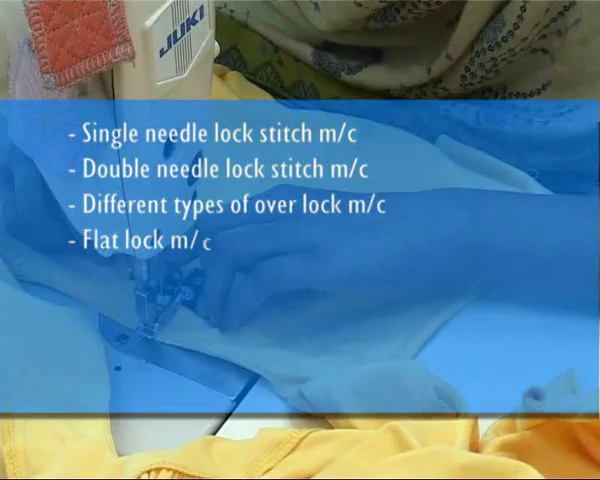 JUKI
- Single needle lock stitch m/c
- Double needle lock stitch m/c
- Different types of over lock m/c
- Flat lock m/c